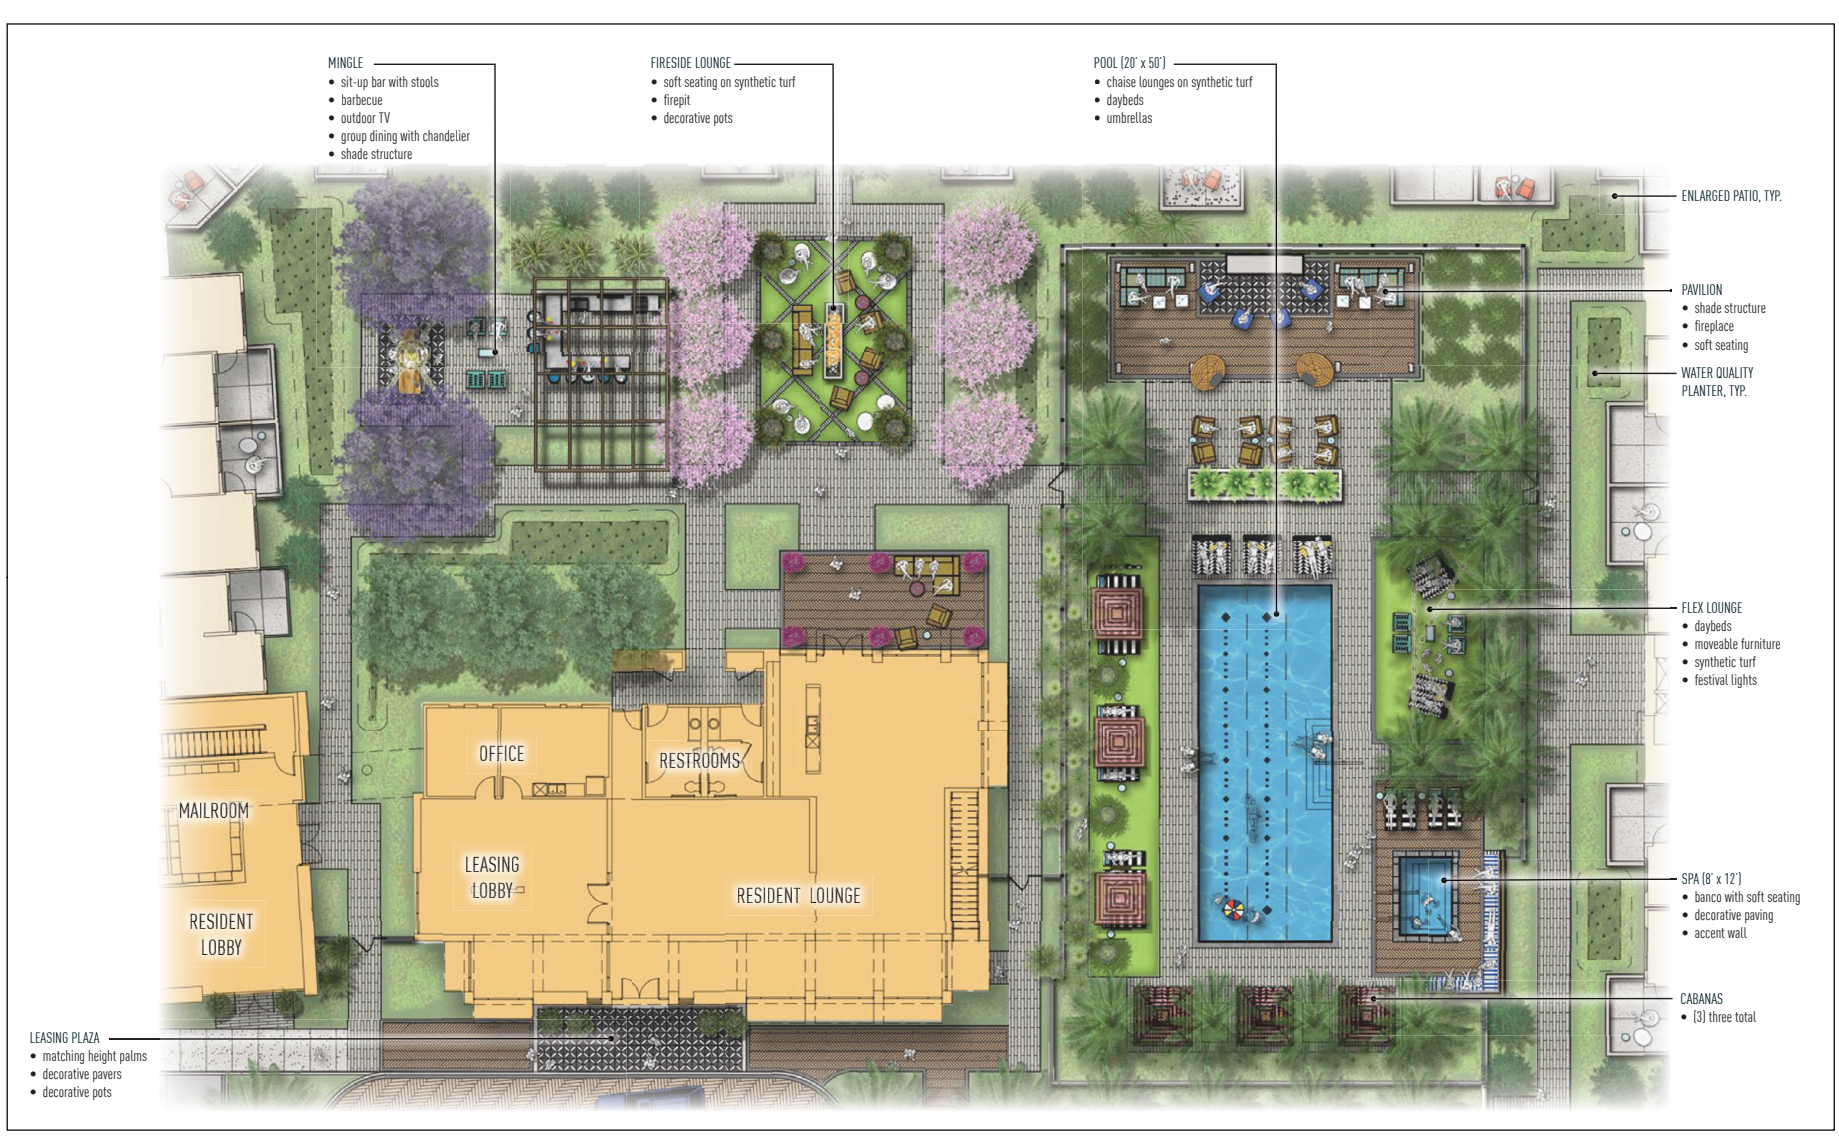 MINGLE
• sit-up bar with stools
• barbecue
• outdoor TV
• group dining with chandelier
• shade structure
FIRESIDE LOUNGE
• soft seating on synthetic turf
• firepit
• decorative pots
POOL (20' x 50')
• chaise lounges on synthetic turf
• daybeds
• umbrellas
ENLARGED PATIO, TYP.
PAVILION
• shade structure
• fireplace
• soft seating
WATER QUALITY
PLANTER, TYP.
FLEX LOUNGE
• daybeds
• moveable furniture
• synthetic turf
• festival lights
OFFICE
RESTROOMS
MAILROOM
LEASING
LOBBY
RESIDENT LOUNGE
RESIDENT
LOBBY
SPA (8' x 12')
• banco with soft seating
• decorative paving
• accent wall
CABANAS
• (3) three total
LEASING PLAZA
• matching height palms
• decorative pavers
• decorative pots